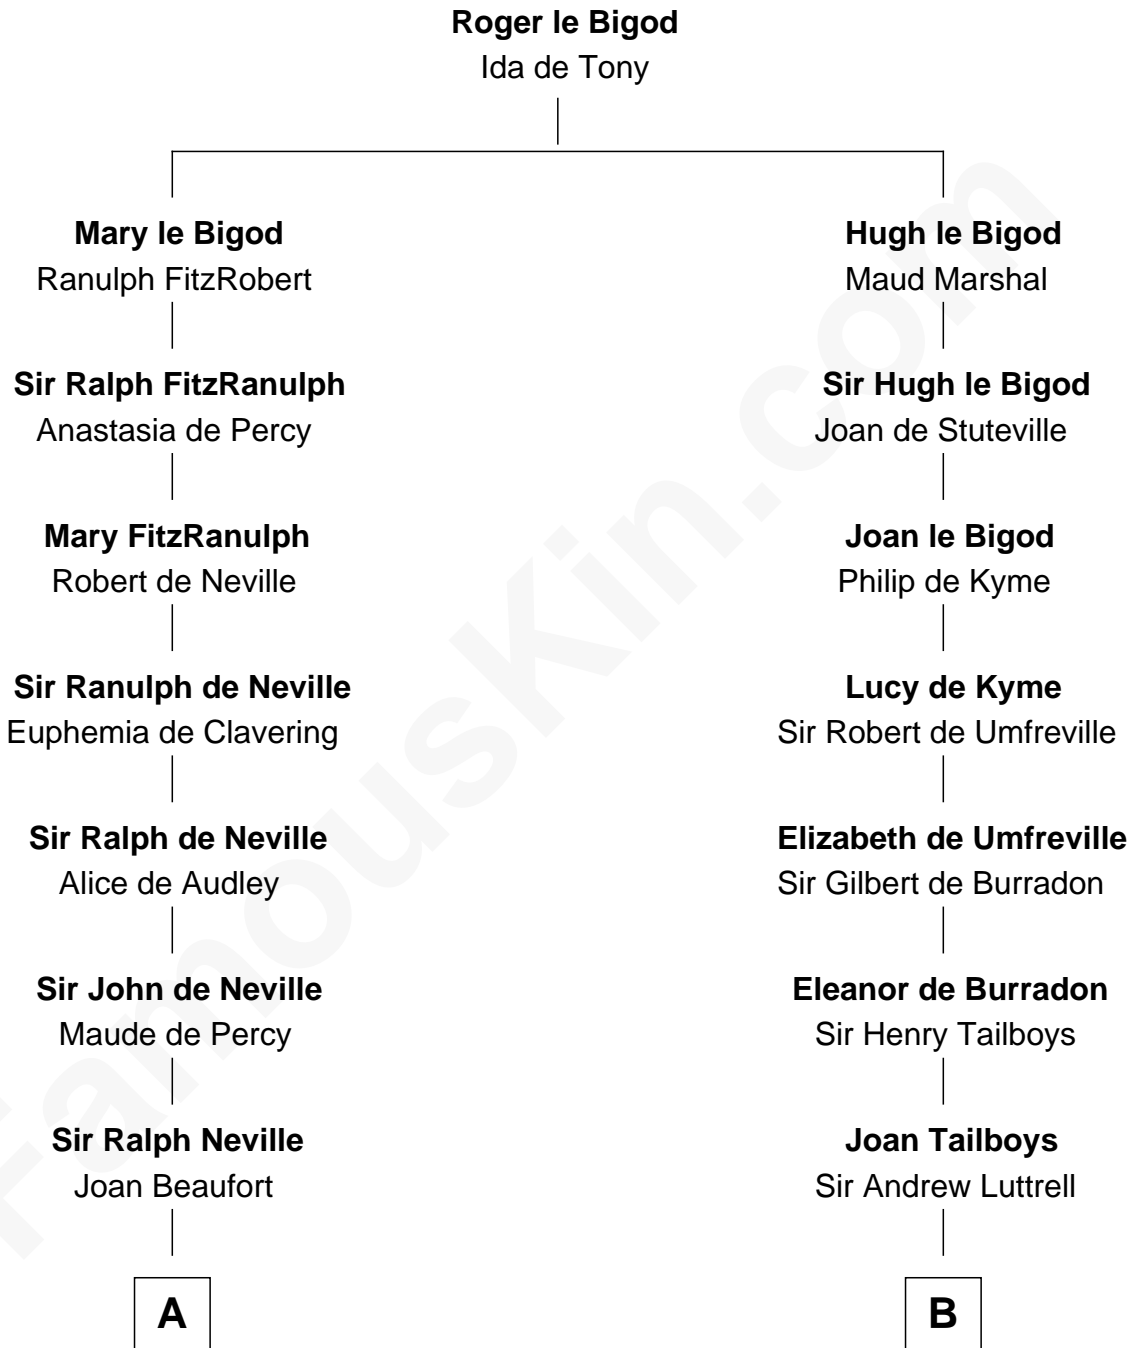 Roger le Bigod
Ida de Tony
Mary le Bigod
Ranulph FitzRobert
Hugh le Bigod
Maud Marshal
Sir Ralph FitzRanulph
Anastasia de Percy
Sir Hugh le Bigod
Joan de Stuteville
Mary FitzRanulph
Robert de Neville
Joan le Bigod
Philip de Kyme
Sir Ranulph de Neville
Euphemia de Clavering
Lucy de Kyme
Sir Robert de Umfreville
Sir Ralph de Neville
Alice de Audley
Elizabeth de Umfreville
Sir Gilbert de Burradon
Sir John de Neville
Maude de Percy
Eleanor de Burradon
Sir Henry Tailboys
Sir Ralph Neville
Joan Beaufort
Joan Tailboys
Sir Andrew Luttrell
A
B
FamousKin.com